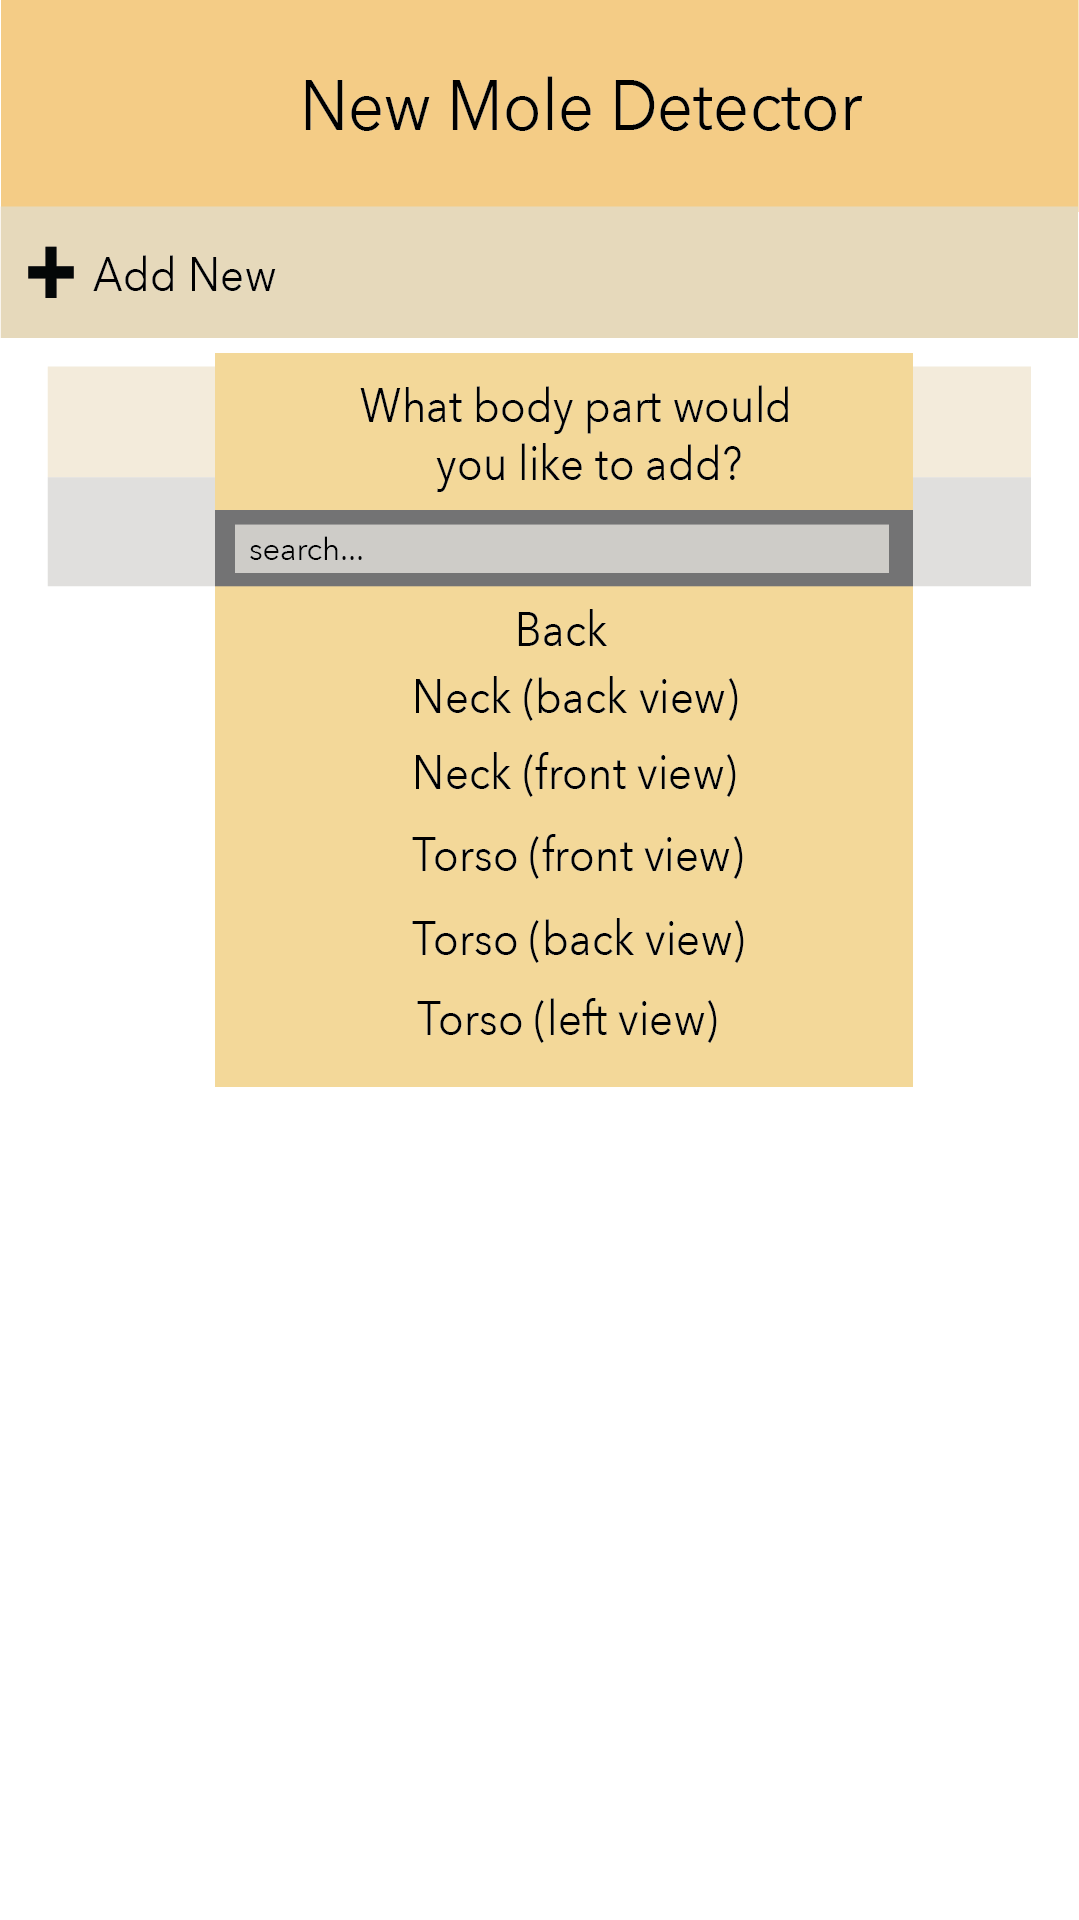 New Mole Detector
Add New
What body part would
you like to add?
search...
Back
Neck (back view)
Neck (front view)
Torso (front view)
Torso (back view)
Torso (left view)